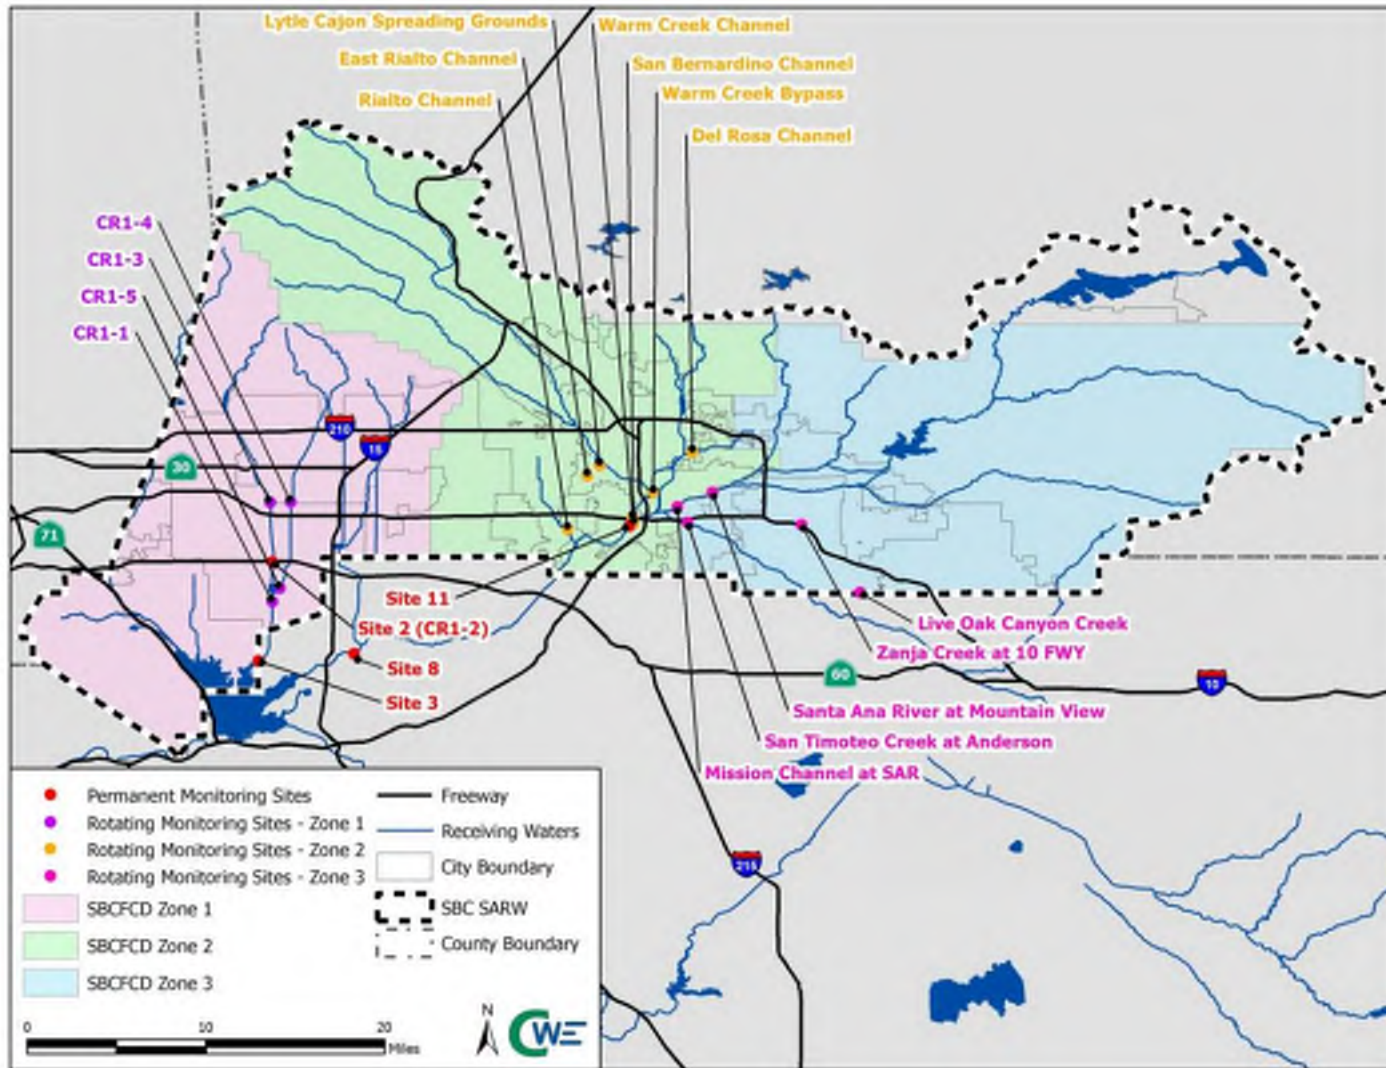 Lytle Cajon Spreading Grounds
Warm Creek Channel
East Rialto Channel
San Bernardino Channel
Rialto Channel
Warm Creek Bypass
Del Rosa Channel
CR1-4
CR1-3
CR1-5
CR1-1
210
15
30
71
Site 11
Site 2 (CR1-2)
Site 8
Site 3
Live Oak Canyon Creek
Zanja Creek at 10 FWY
60
10
Santa Ana River at Mountain View
San Timoteo Creek at Anderson
Mission Channel at SAR
215
Permanent Monitoring Sites
Rotating Monitoring Sites - Zone 1
Rotating Monitoring Sites - Zone 2
Rotating Monitoring Sites - Zone 3
SBCFCD Zone 1
SBCFCD Zone 2
SBCFCD Zone 3
Freeway
Receiving Waters
City Boundary
SBC SARW
County Boundary
0 10 20
Miles
N
CWE